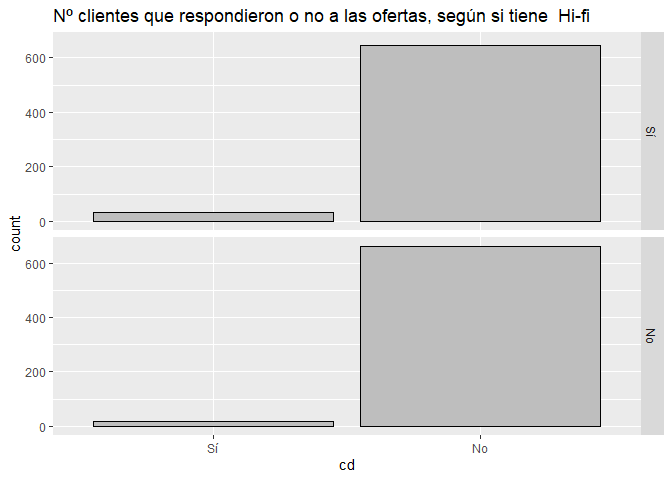 Nº clientes que respondieron o no a las ofertas, según si tiene  Hi-fi
count
600
400
200
0
Sí
600
400
200
0
No
Sí
No
cd